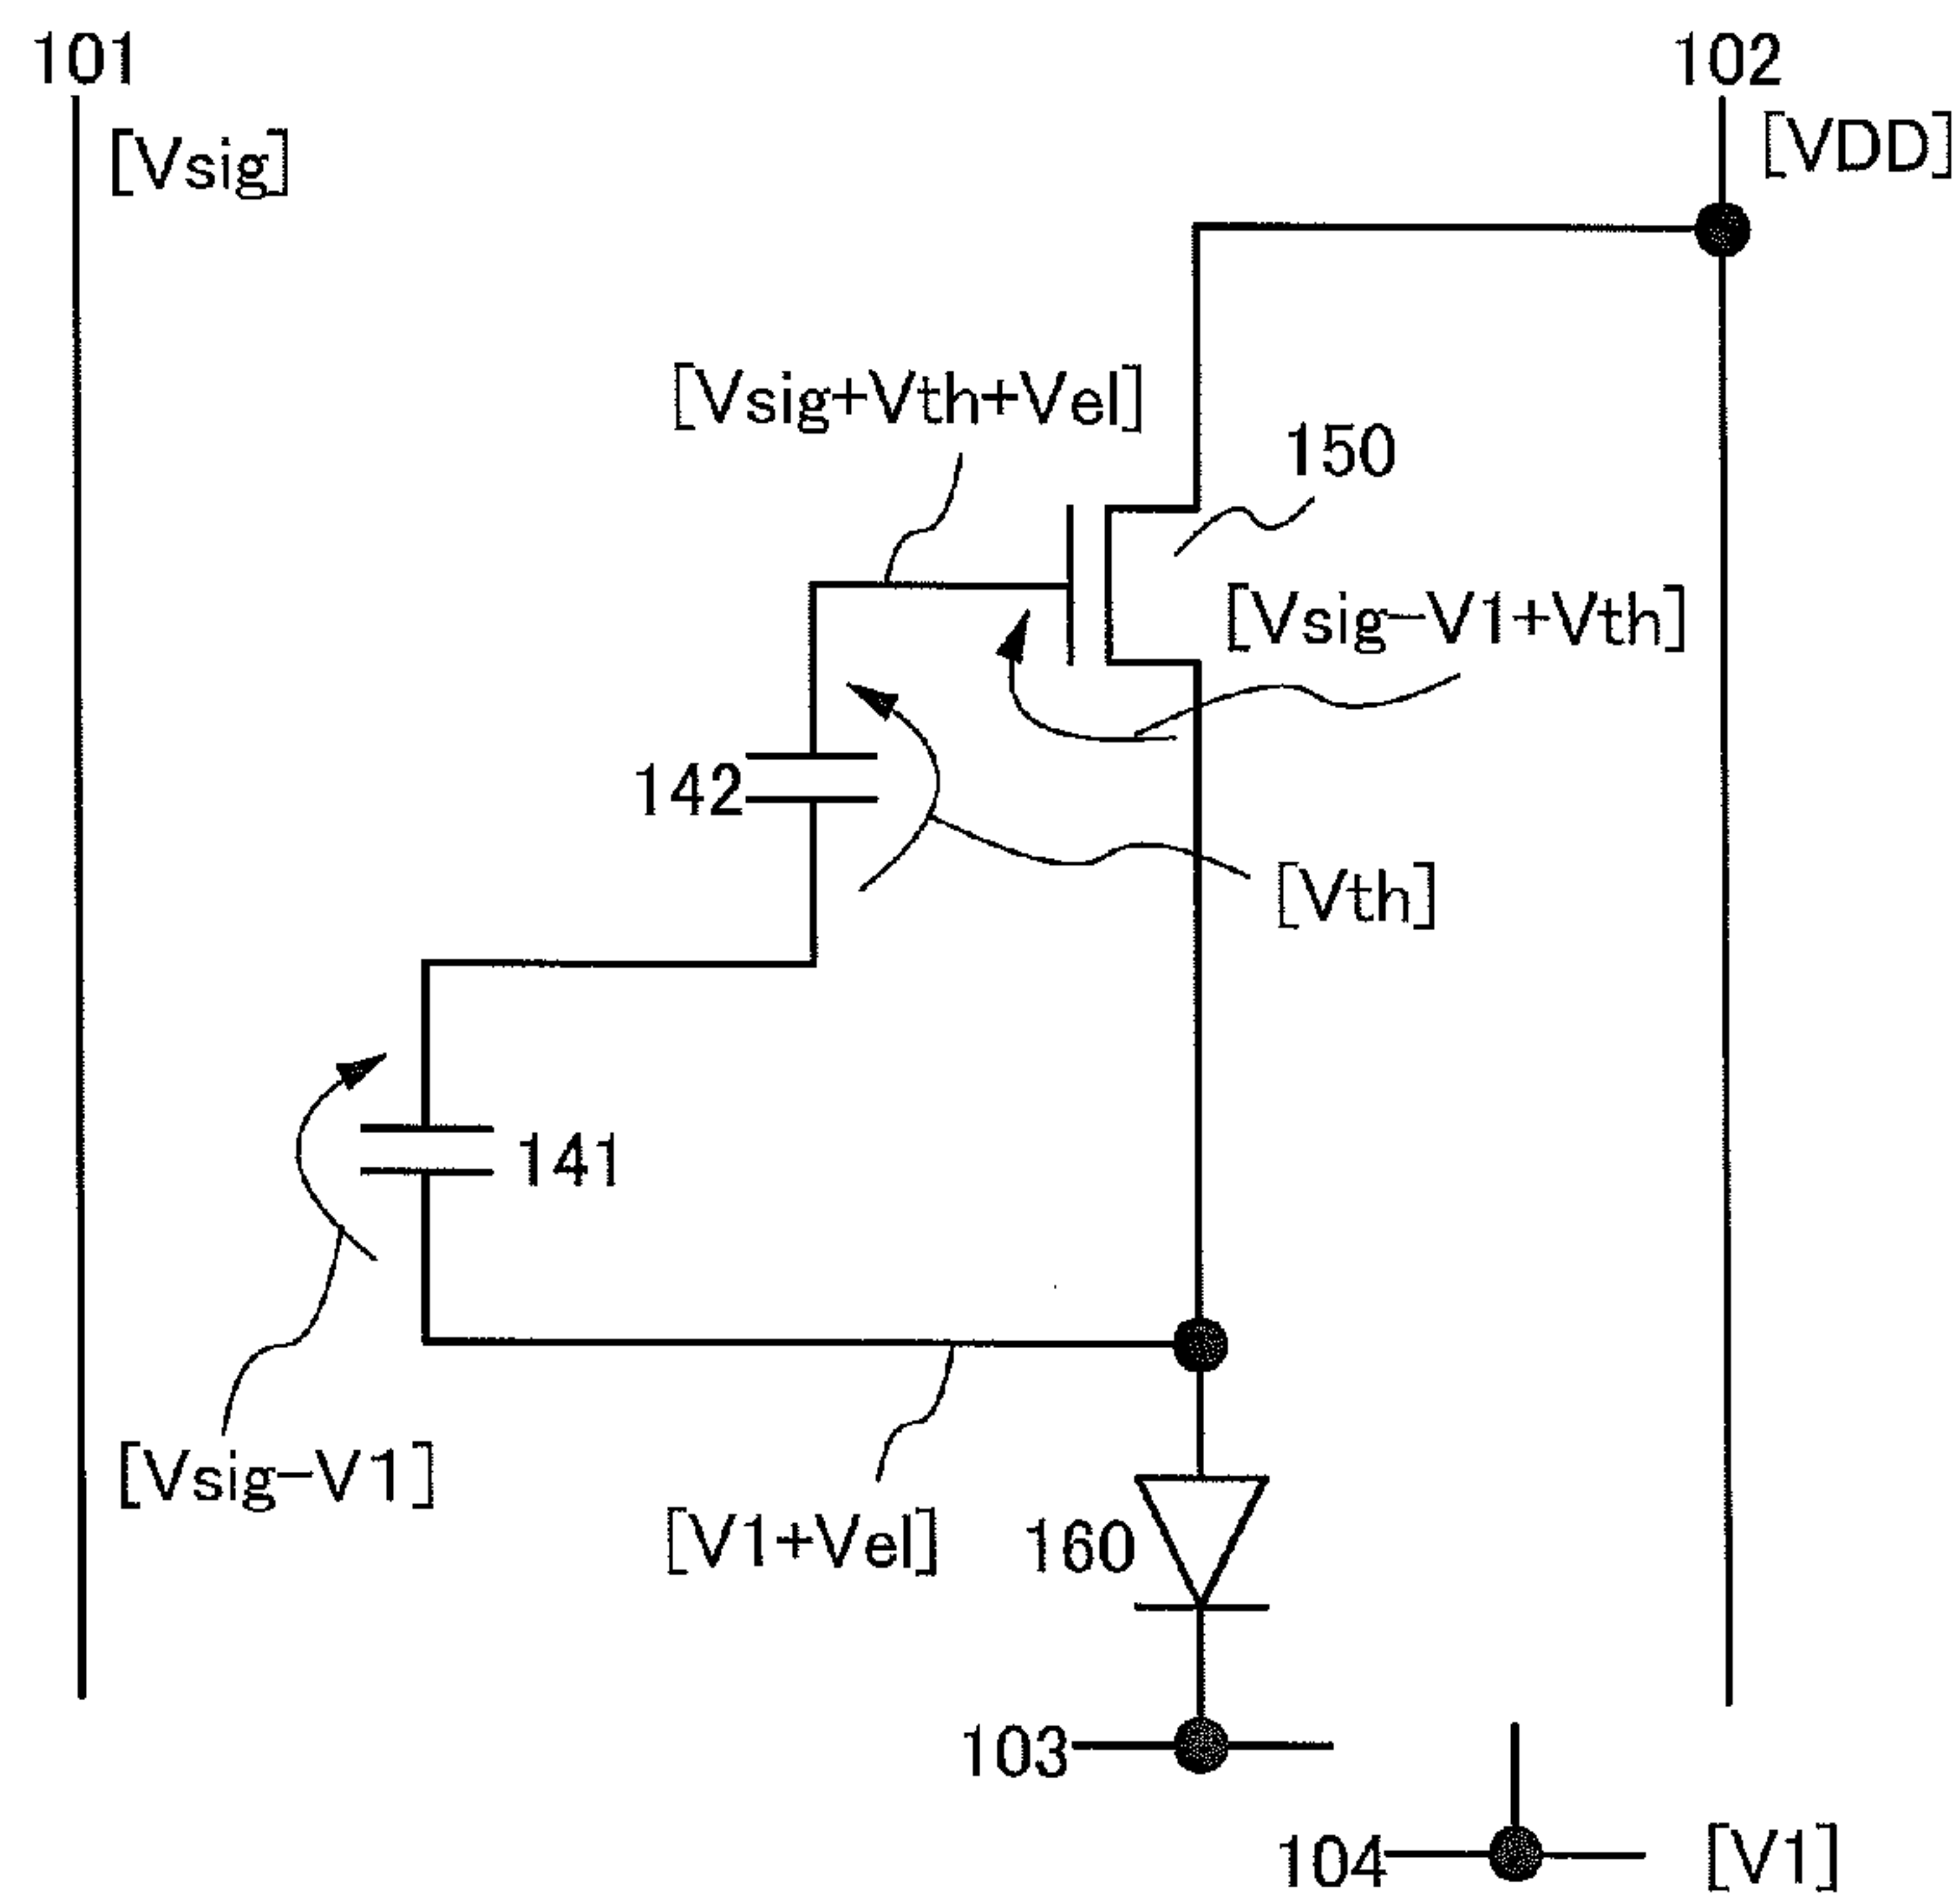 101
102
[Vsig]
[VDD]
[Vsig+Vth+Vel]
150
[Vsig-V1+Vth]
142
[Vth]
141
[Vsig-V1]
[V1+Vel]
160
103
104
[V1]